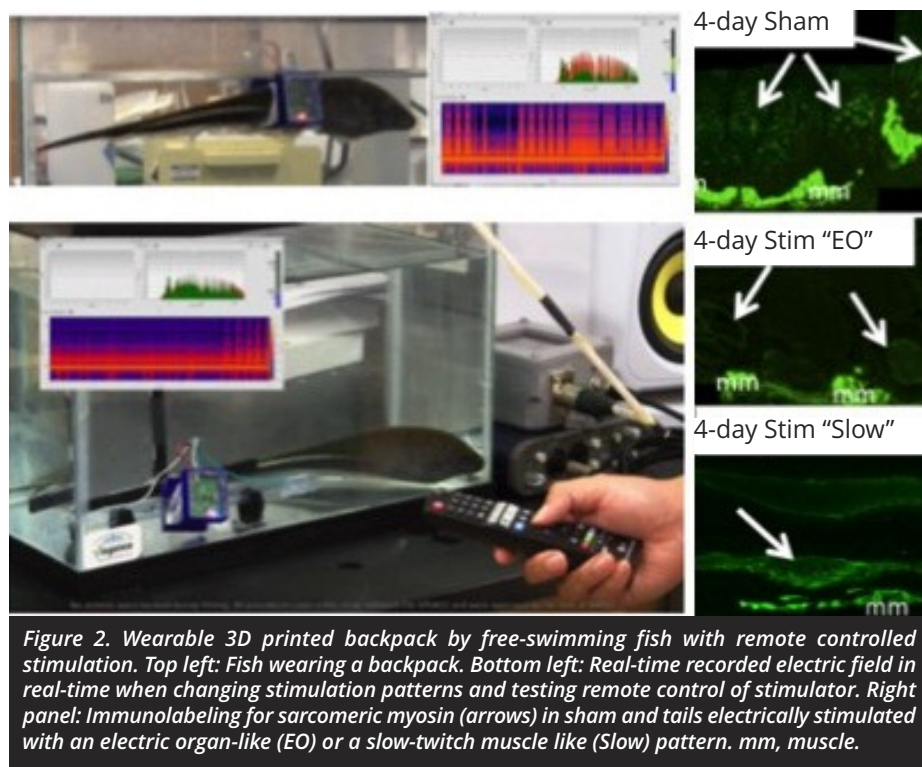 4-day Sham
mm
4-day Stim “EO”
mm
mm
4-day Stim “Slow”
mm
Figure 2. Wearable 3D printed backpack by free-swimming fish with remote controlled
stimulation. Top left: Fish wearing a backpack. Bottom left: Real-time recorded electric field in
real-time when changing stimulation patterns and testing remote control of stimulator. Right
panel: Immunolabeling for sarcomeric myosin (arrows) in sham and tails electrically stimulated
with an electric organ-like (EO) or a slow-twitch muscle like (Slow) pattern. mm, muscle.